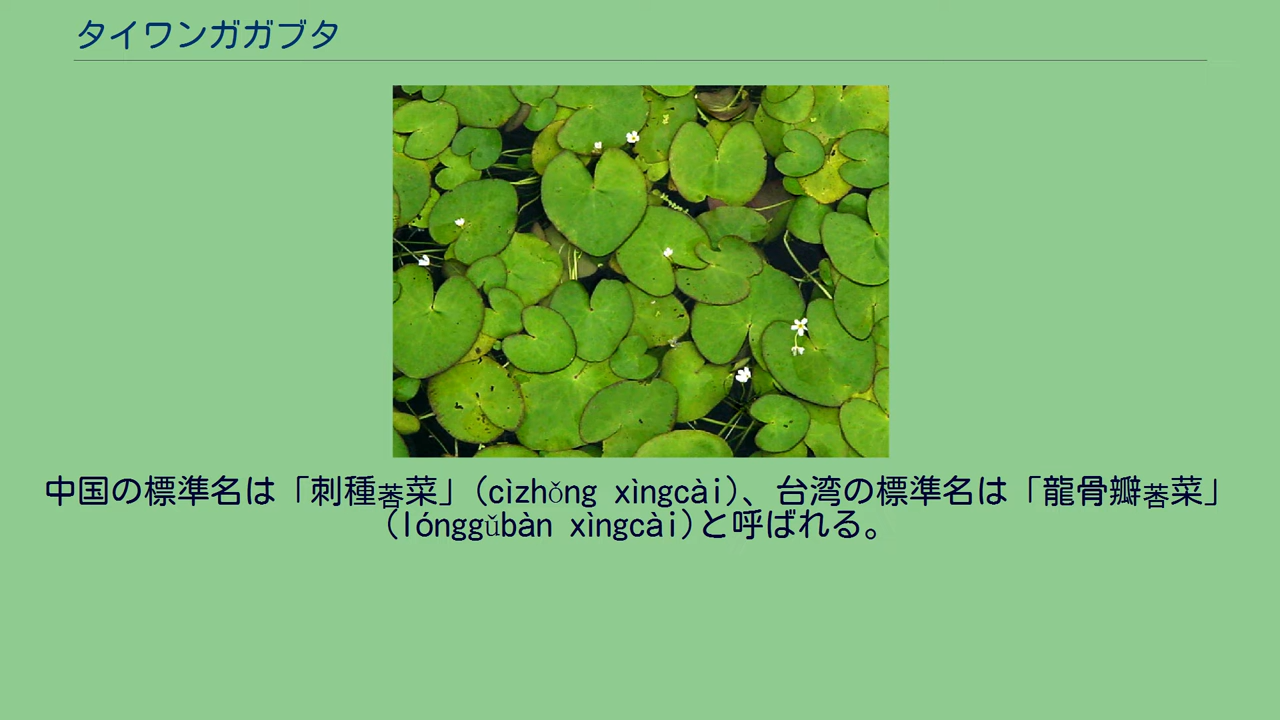 タイワンガガブタ
中国の標準名は「刺種莕菜」(cìzhǒng xìngcài)、台湾の標準名は「龍骨瓣莕菜」
(lónggǔbàn xìngcài)と呼ばれる。